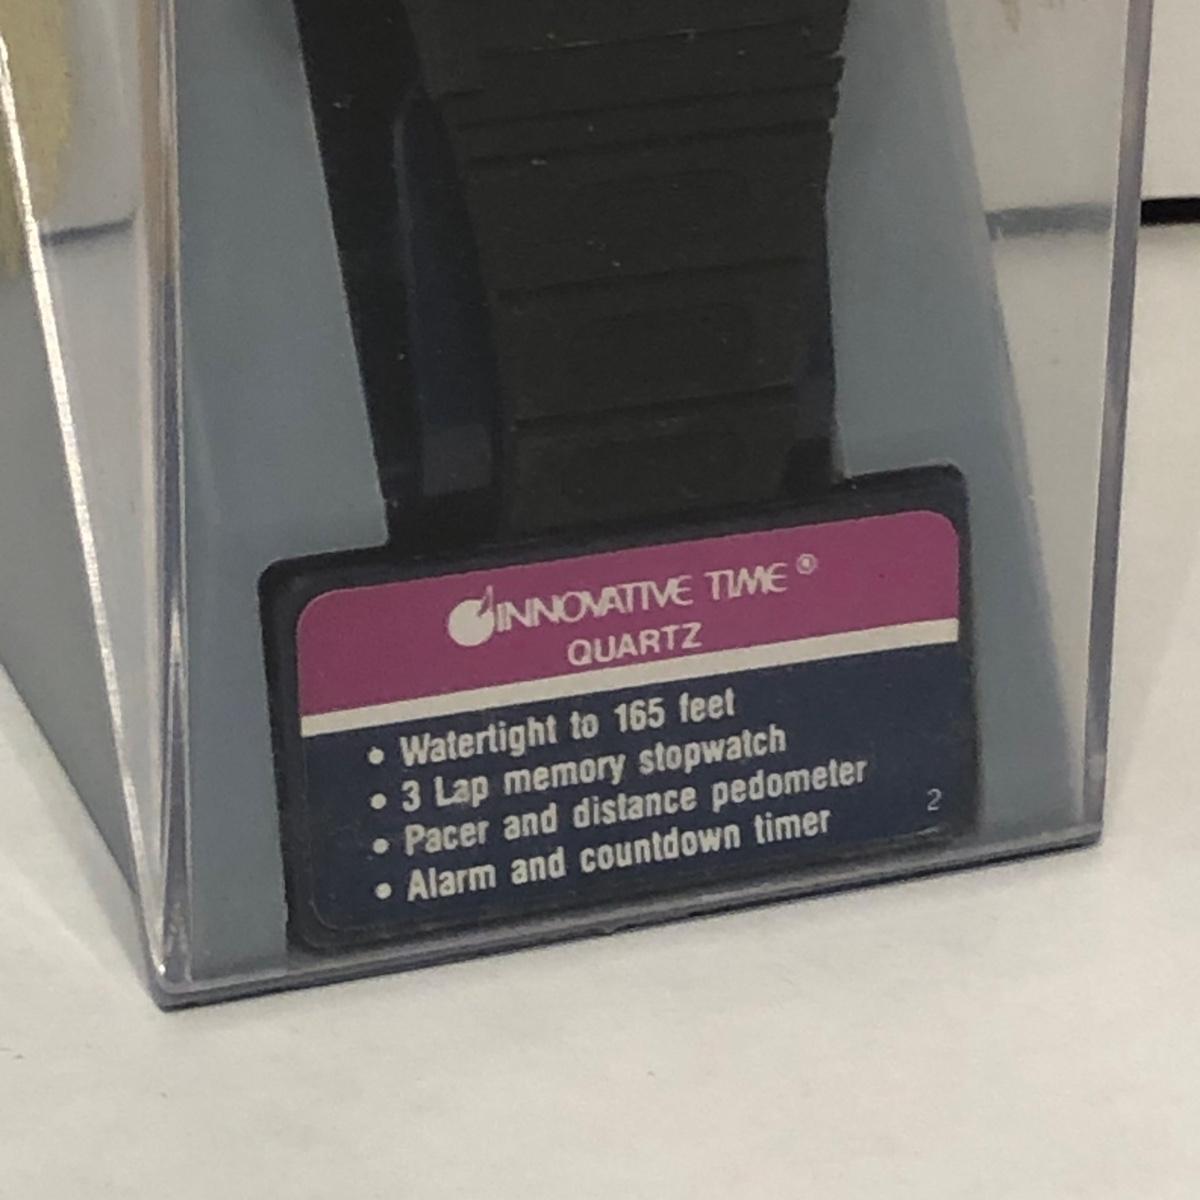 INNOVATIVE TIME ®
QUARTZ
• Watertight to 165 feet
• 3 Lap memory stopwatch
• Pacer and distance pedometer
• Alarm and countdown timer
2